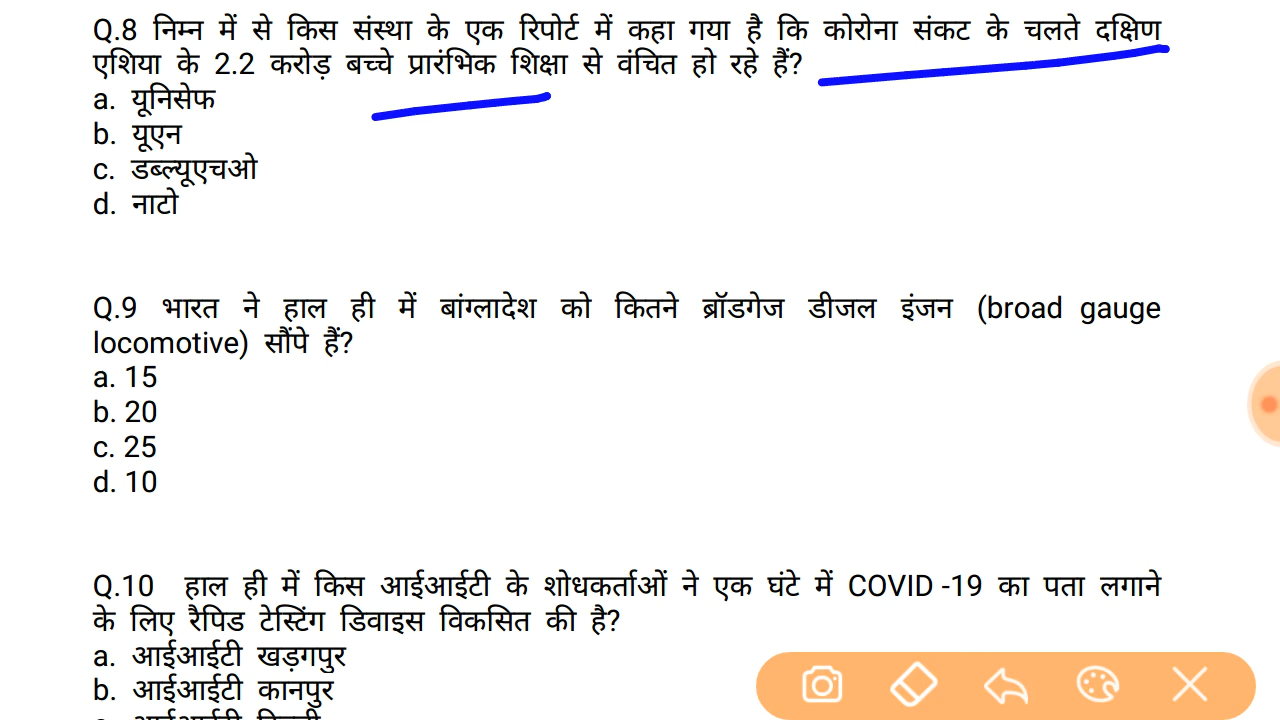 Q.8 निम्न में से किस संस्था के एक रिपोर्ट में कहा गया है कि कोरोना संकट के चलते दक्षिण
एशिया के 2.2 करोड़ बच्चे प्रारंभिक शिक्षा से वंचित हो रहे हैं?
a. यूनिसेफ
b. यूएन
c. डब्ल्यूएचओ
d. नाटो
Q.9 भारत ने हाल ही में बांग्लादेश को कितने ब्रॉडगेज डीजल इंजन (broad gauge
locomotive) सौंपे हैं?
a. 15
b. 20
c. 25
d. 10
Q.10 हाल ही में किस आईआईटी के शोधकर्ताओं ने एक घंटे में COVID -19 का पता लगाने
के लिए रैपिड टेस्टिंग डिवाइस विकसित की है?
a. आईआईटी खड़गपुर
b. आईआईटी कानपुर